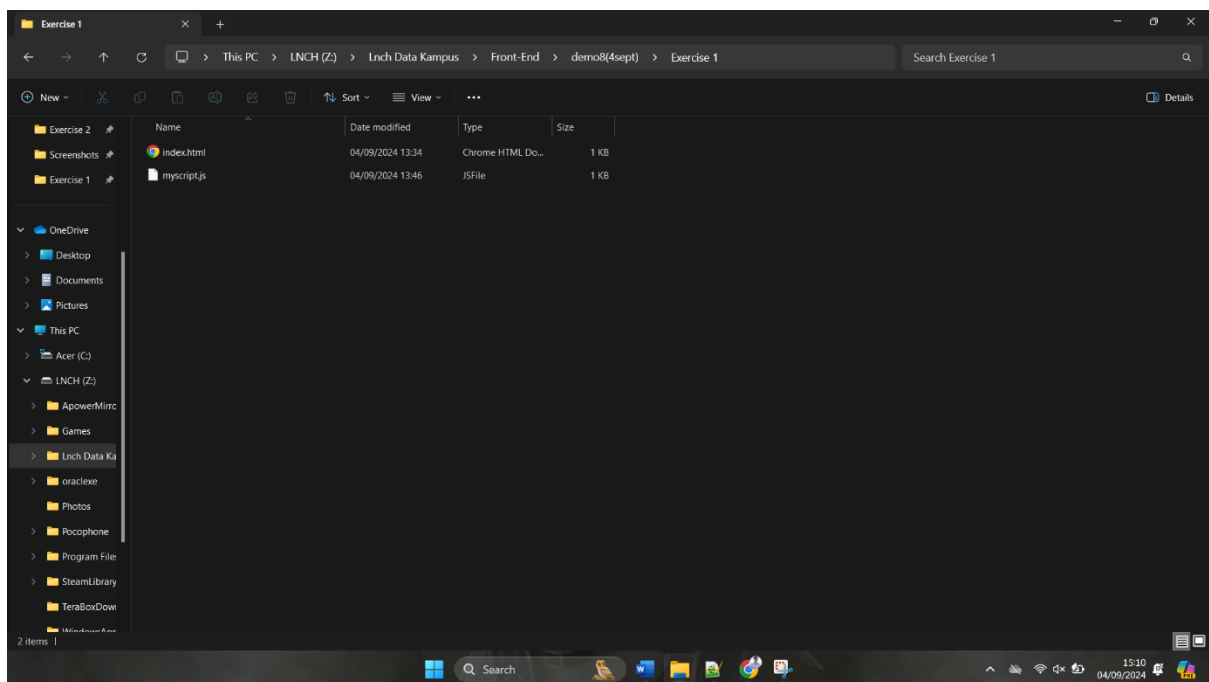 Exercise 1
This PC > LNCH (Z:) > Lnch Data Kampus > Front-End > demo8(4sept) > Exercise 1
Search Exercise 1
New
Sort
View
Details
Exercise 2
Screenshots
Exercise 1
OneDrive
Desktop
Documents
Pictures
This PC
Acer (C:)
LNCH (Z:)
ApowerMirrc
Games
Lnch Data Ka
oraclexe
Photos
Pocophone
Program File
SteamLibrary
TeraBoxDow
Name Date modified Type Size
index.html 04/09/2024 13:34 Chrome HTML Do... 1 KB
myscript.js 04/09/2024 13:46 JSFile 1 KB
2 items
Search
15:10
04/09/2024